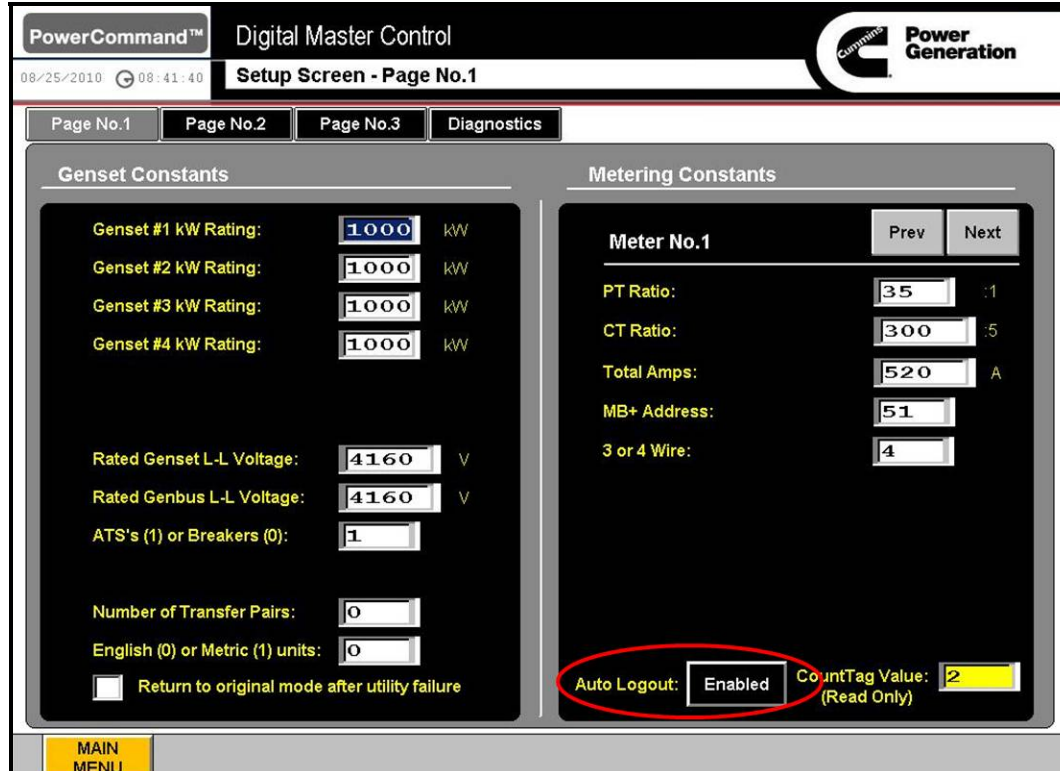 PowerCommand™
Digital Master Control
Cummins
Power
Generation
08/25/2010 08:41:40
Setup Screen - Page No.1
Page No.1 Page No.2 Page No.3 Diagnostics
Genset Constants
Genset #1 kW Rating: 1000 kW
Genset #2 kW Rating: 1000 kW
Genset #3 kW Rating: 1000 kW
Genset #4 kW Rating: 1000 kW
Rated Genset L-L Voltage: 4160 V
Rated Genbus L-L Voltage: 4160 V
ATS's (1) or Breakers (0): 1
Number of Transfer Pairs: 0
English (0) or Metric (1) units: 0
Return to original mode after utility failure
Metering Constants
Meter No.1 Prev Next
PT Ratio: 35 :1
CT Ratio: 300 :5
Total Amps: 520 A
MB+ Address: 51
3 or 4 Wire: 4
Auto Logout: Enabled
CountTag Value: 2
(Read Only)
MAIN
MENU